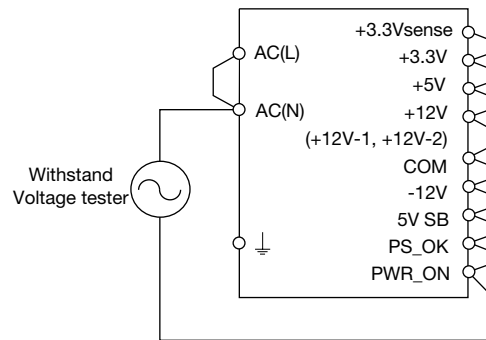 +3.3Vsense
AC(L)
+3.3V
+5V
AC(N)
+12V
(+12V-1, +12V-2)
COM
Withstand
Voltage tester
-12V
5V SB
PS_OK
PWR_ON